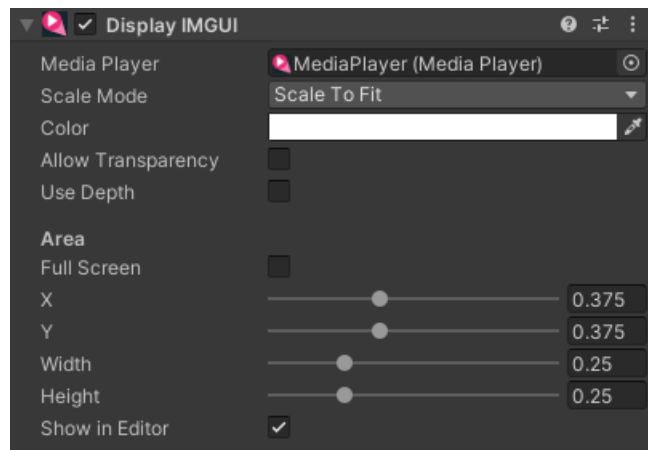 Display IMGUI
Media Player MediaPlayer (Media Player)
Scale Mode Scale To Fit
Color
Allow Transparency
Use Depth
Area
Full Screen
X 0.375
Y 0.375
Width 0.25
Height 0.25
Show in Editor